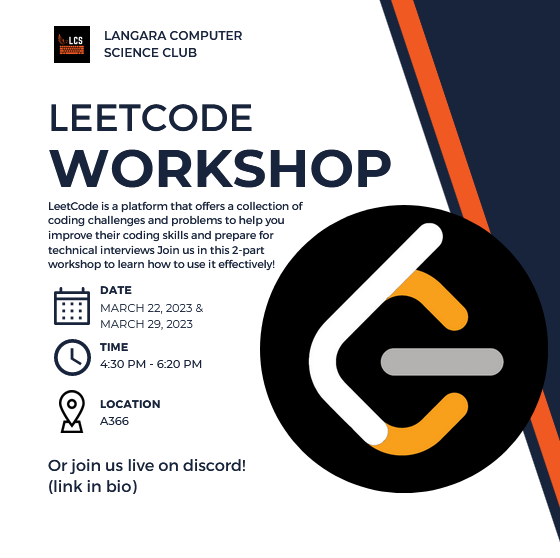 LCS
LANGARA COMPUTER
SCIENCE CLUB
LEETCODE
WORKSHOP
LeetCode is a platform that offers a collection of
coding challenges and problems to help you
improve their coding skills and prepare for
technical interviews Join us in this 2-part
workshop to learn how to use it effectively!
DATE
MARCH 22, 2023 &
MARCH 29, 2023
TIME
4:30 PM - 6:20 PM
LOCATION
A366
Or join us live on discord!
(link in bio)